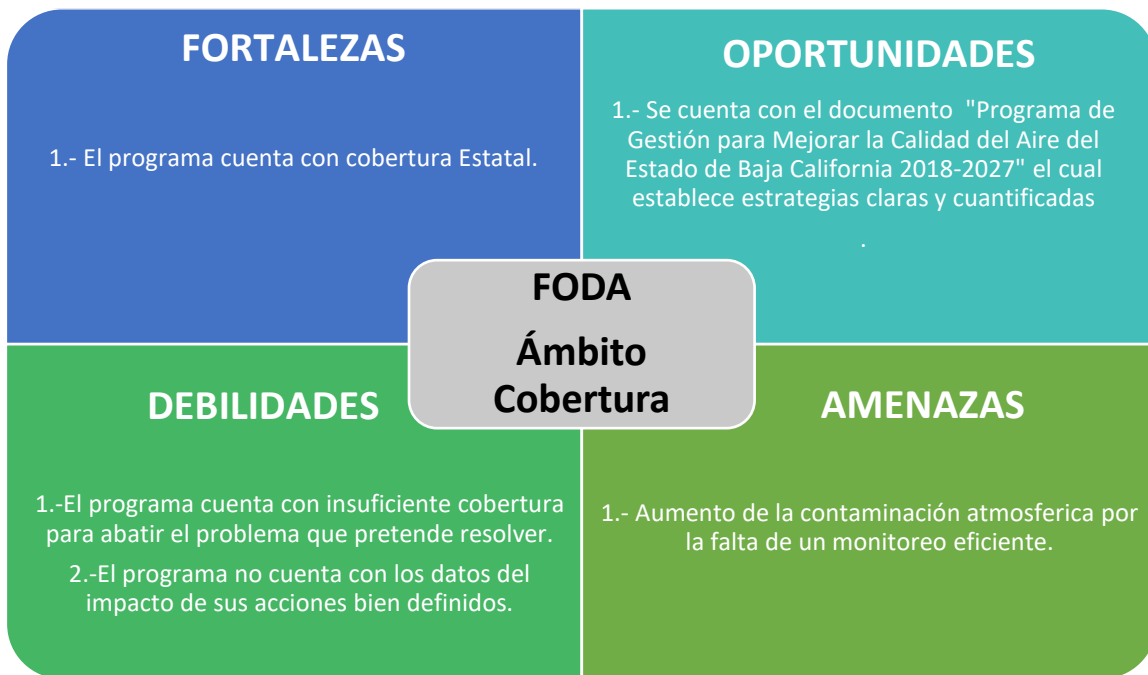 FORTALEZAS
1.- El programa cuenta con cobertura Estatal.
OPORTUNIDADES
1.- Se cuenta con el documento  "Programa de
Gestión para Mejorar la Calidad del Aire del
Estado de Baja California 2018-2027" el cual
establece estrategias claras y cuantificadas
.
FODA
Ámbito
Cobertura
DEBILIDADES
1.-El programa cuenta con insuficiente cobertura
para abatir el problema que pretende resolver.
2.-El programa no cuenta con los datos del
impacto de sus acciones bien definidos.
AMENAZAS
1.- Aumento de la contaminación atmosferica por
la falta de un monitoreo eficiente.